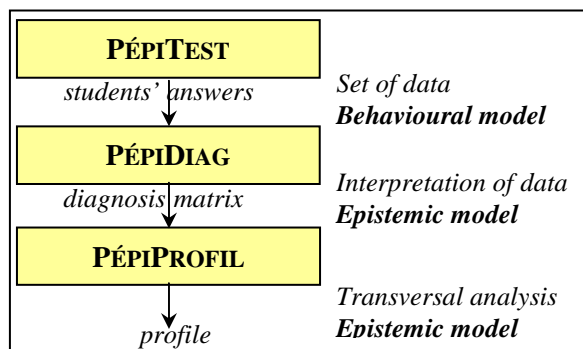 PÉPITEST
students' answers
Set of data
Behavioural model
PÉPIDIAG
diagnosis matrix
Interpretation of data
Epistemic model
PÉPIPROFIL
Transversal analysis
profile
Epistemic model